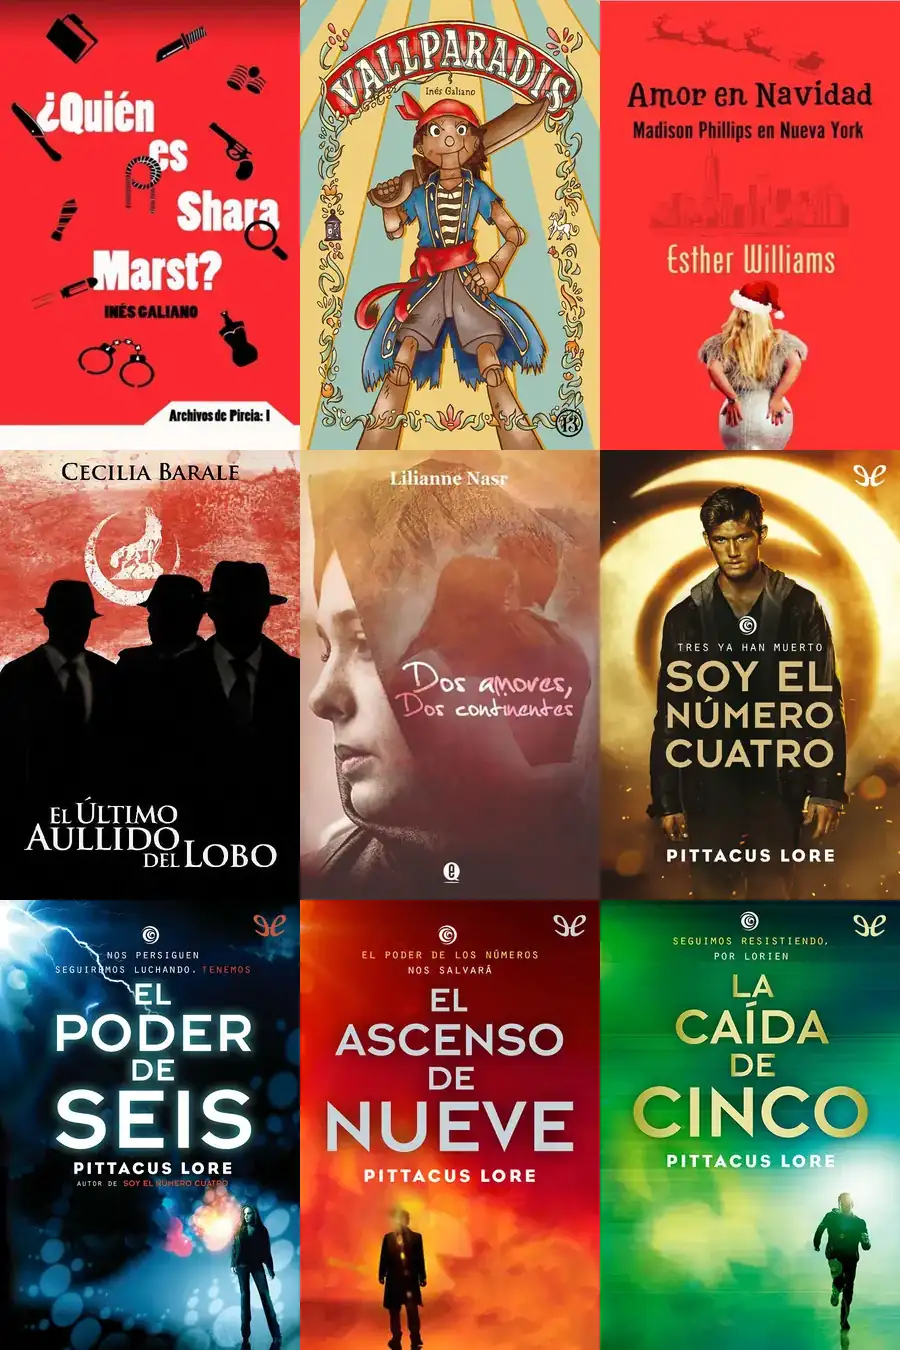 ¿Quién
es
Shara
Marst?
INÉS GALIANO
Archivos de Pircia: I
VALLPARADIS
Inés Galiano
13
Amor en Navidad
Madison Phillips en Nueva York
Esther Williams
CECILIA BARALE
EL ÚLTIMO
AULLIDO
DEL LOBO
Lilianne Nasr
Dos amores,
Dos continentes
e
TRES YA HAN MUERTO
SOY EL
NÚMERO
CUATRO
PITTACUS LORE
NOS PERSIGUEN
SEGUIREMOS LUCHANDO. TENEMOS
EL
PODER
DE
SEIS
PITTACUS LORE
AUTOR DE SOY EL NÚMERO CUATRO
EL PODER DE LOS NÚMEROS
NOS SALVARÁ
EL
ASCENSO
DE
NUEVE
PITTACUS LORE
SEGUIMOS RESISTIENDO,
POR LORIEN
LA
CAÍDA
DE
CINCO
PITTACUS LORE